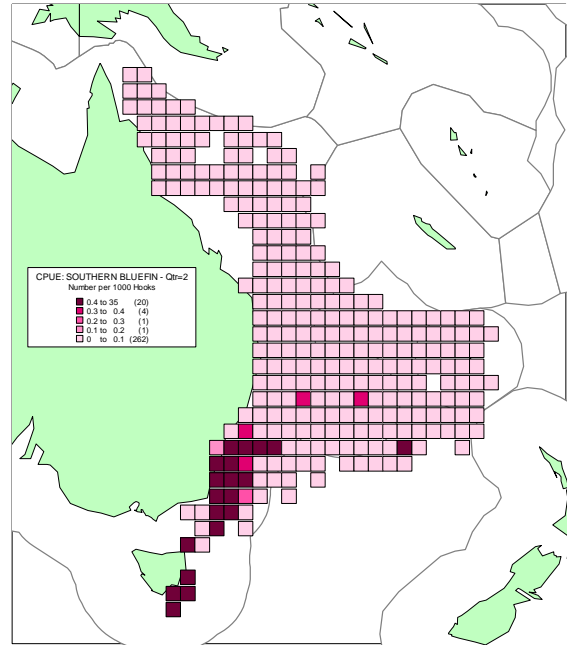 CPUE: SOUTHERN BLUEFIN - Qtr=2
Number per 1000 Hooks
0.4 to 35 (20)
0.3 to 0.4 (4)
0.2 to 0.3 (1)
0.1 to 0.2 (1)
0 to 0.1 (262)